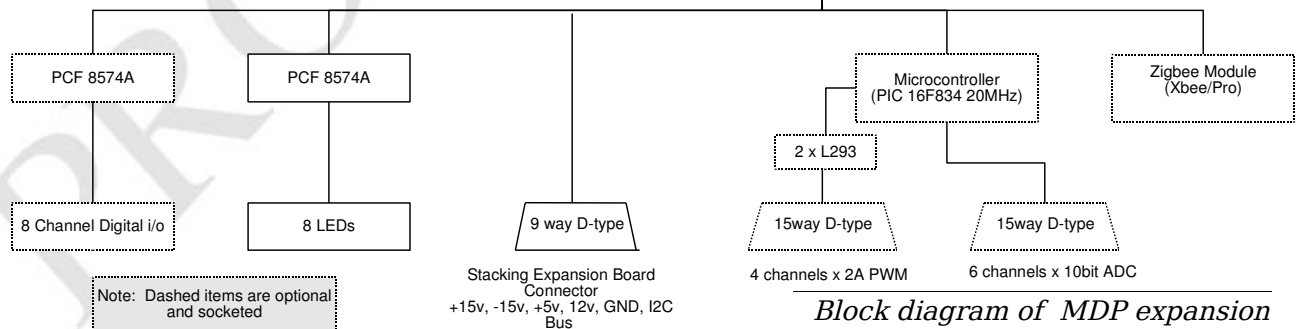 PCF 8574A
PCF 8574A
Microcontroller
(PIC 16F834 20MHz)
Zigbee Module
(Xbee/Pro)
2 x L293
8 Channel Digital i/o
8 LEDs
9 way D-type
15way D-type
15way D-type
Stacking Expansion Board
Connector
+15v, -15v, +5v, 12v, GND, I2C
Bus
4 channels x 2A PWM
6 channels x 10bit ADC
Note: Dashed items are optional
and socketed
Block diagram of MDP expansion